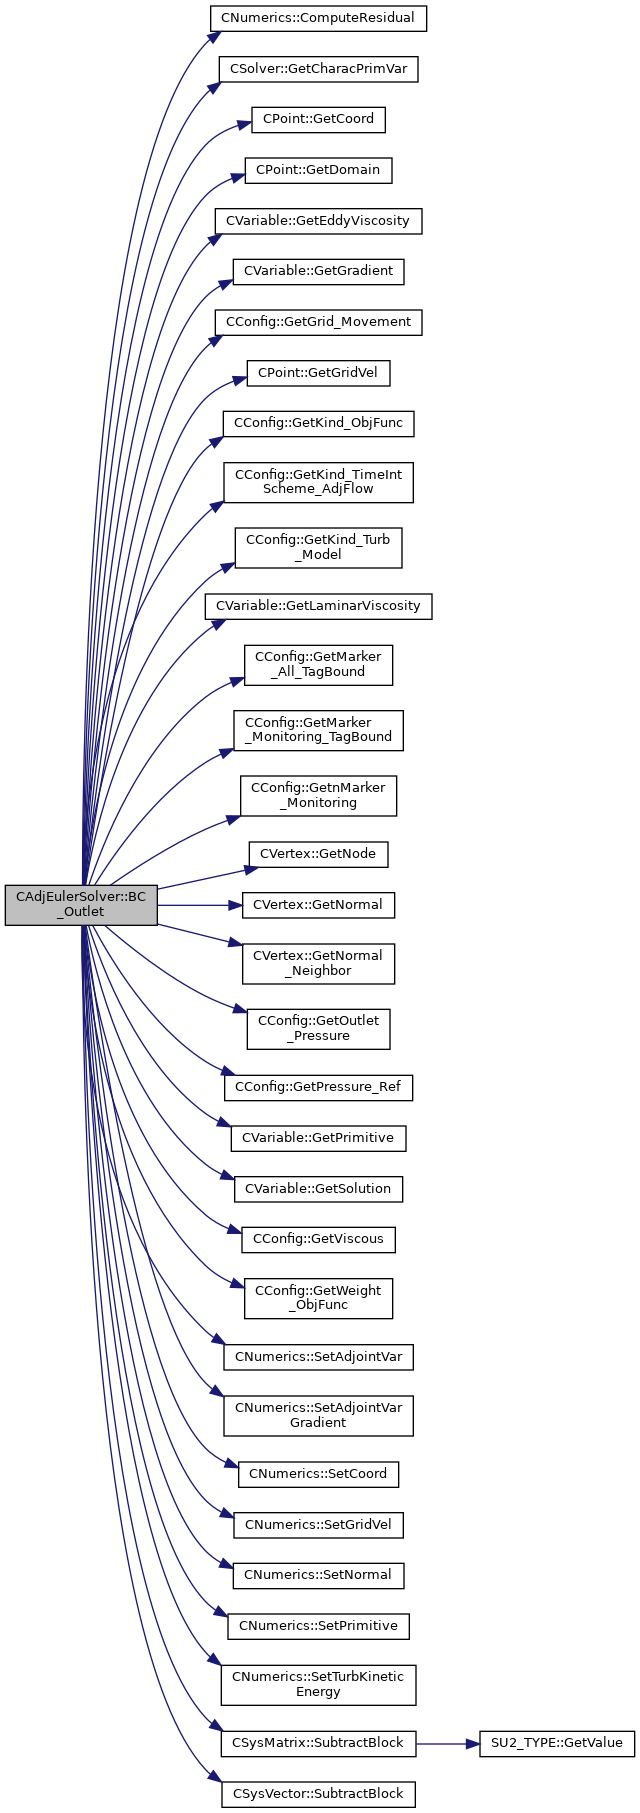 CNumerics::ComputeResidual
CSolver::GetCharacPrimVar
CPoint::GetCoord
CPoint::GetDomain
CVariable::GetEddyViscosity
CVariable::GetGradient
CConfig::GetGrid_Movement
CPoint::GetGridVel
CConfig::GetKind_ObjFunc
CConfig::GetKind_TimeInt
Scheme_AdjFlow
CConfig::GetKind_Turb
_Model
CVariable::GetLaminarViscosity
CConfig::GetMarker
_All_TagBound
CConfig::GetMarker
_Monitoring_TagBound
CConfig::GetnMarker
_Monitoring
CVertex::GetNode
CAdjEulerSolver::BC
_Outlet
CVertex::GetNormal
CVertex::GetNormal
_Neighbor
CConfig::GetOutlet
_Pressure
CConfig::GetPressure_Ref
CVariable::GetPrimitive
CVariable::GetSolution
CConfig::GetViscous
CConfig::GetWeight
_ObjFunc
CNumerics::SetAdjointVar
CNumerics::SetAdjointVar
Gradient
CNumerics::SetCoord
CNumerics::SetGridVel
CNumerics::SetNormal
CNumerics::SetPrimitive
CNumerics::SetTurbKinetic
Energy
CSysMatrix::SubtractBlock
SU2_TYPE::GetValue
CSysVector::SubtractBlock